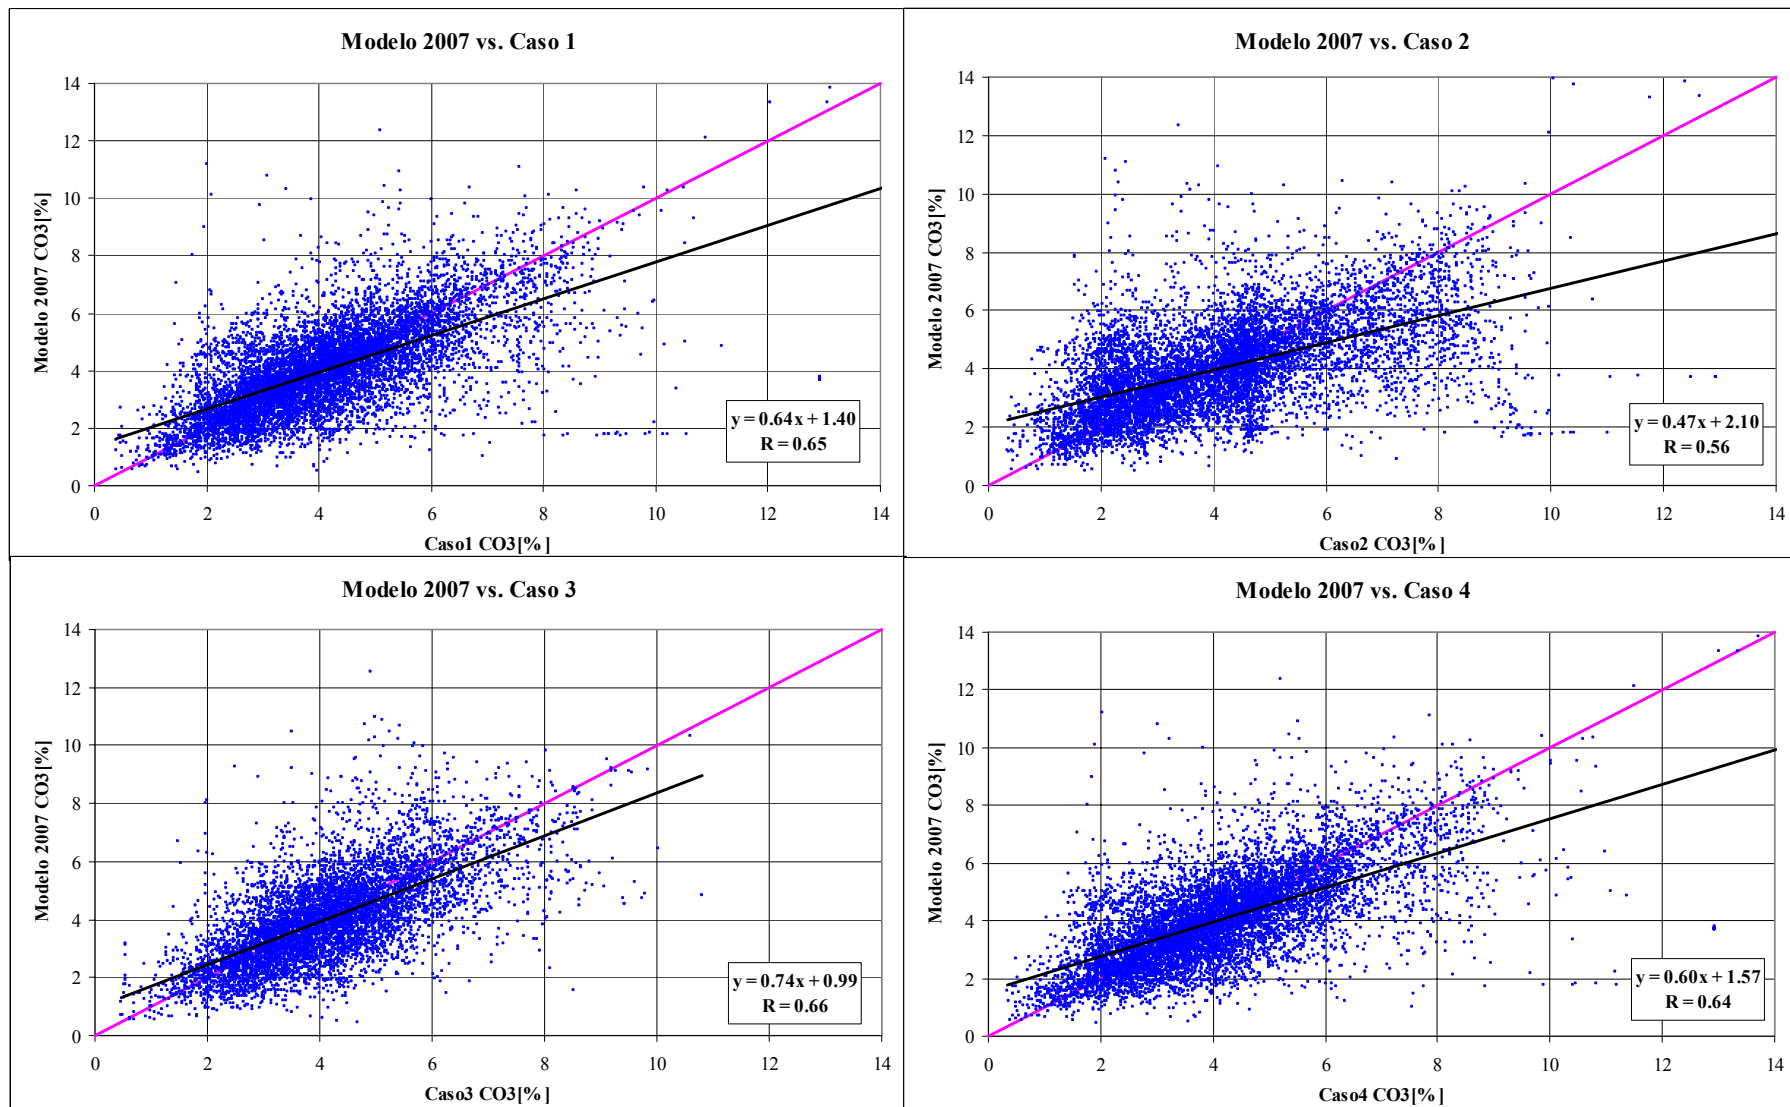 Modelo 2007 vs. Caso 1
14
12
10
8
6
4
2
0
Modelo 2007 CO3[%]
y = 0.64x + 1.40
R = 0.65
0 2 4 6 8 10 12 14
Caso1 CO3[%]
Modelo 2007 vs. Caso 2
14
12
10
8
6
4
2
0
Modelo 2007 CO3[%]
y = 0.47x + 2.10
R = 0.56
0 2 4 6 8 10 12 14
Caso2 CO3[%]
Modelo 2007 vs. Caso 3
14
12
10
8
6
4
2
0
Modelo 2007 CO3[%]
y = 0.74x + 0.99
R = 0.66
0 2 4 6 8 10 12 14
Caso3 CO3[%]
Modelo 2007 vs. Caso 4
14
12
10
8
6
4
2
0
Modelo 2007 CO3[%]
y = 0.60x + 1.57
R = 0.64
0 2 4 6 8 10 12 14
Caso4 CO3[%]